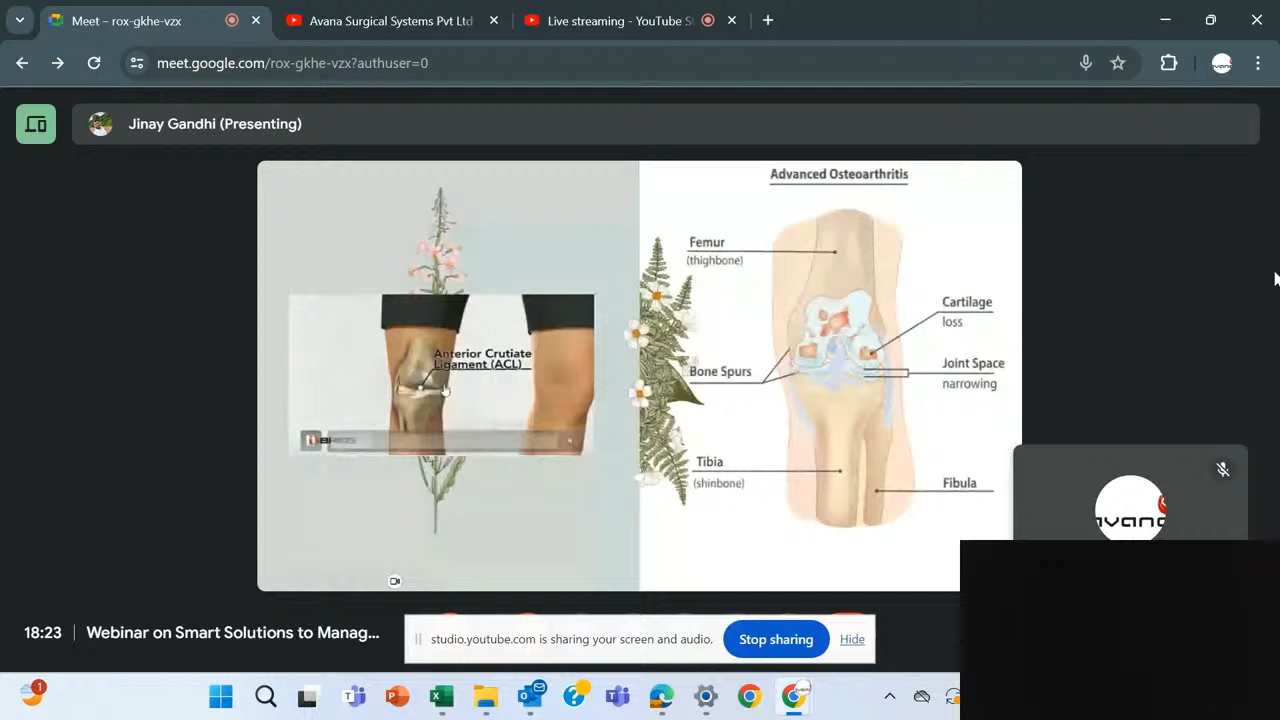 Meet – rox-gkhe-vzx
Avana Surgical Systems Pvt Ltd
Live streaming - YouTube S
meet.google.com/rox-gkhe-vzx?authuser=0
Jinay Gandhi (Presenting)
Advanced Osteoarthritis
Femur
(thighbone)
Cartilage
loss
Anterior Crutiate
Ligament (ACL)
Bone Spurs
Joint Space
narrowing
Tibia
(shinbone)
Fibula
avana
18:23
Webinar on Smart Solutions to Manag...
studio.youtube.com is sharing your screen and audio.
Stop sharing
Hide
1